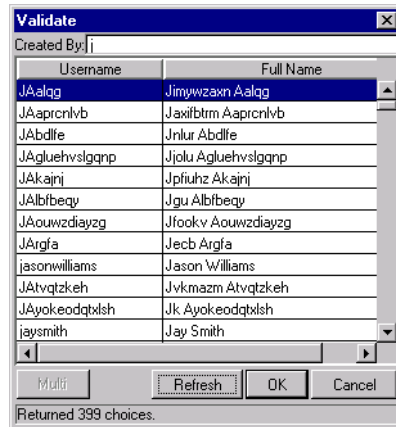 Validate
Created By: j
Username Full Name
JAalqg Jimywzaxn Aalqg
JAaprcnlvb Jaxifbtrm Aaprcnlvb
JAbdlfe Jnlur Abdlfe
JAgluehvslgqnp Jjolu Agluehvslgqnp
JAkajnj Jpfiuhz Akajnj
JAlbfbeqy Jgu Albfbeqy
JAouwzdiayzg Jfookv Aouwzdiayzg
JArgfa Jecb Argfa
jasonwilliams Jason Williams
JAtvqtzkeh Jvkmazm Atvqtzkeh
JAyokeodqtxlsh Jk Ayokeodqtxlsh
jaysmith Jay Smith
Multi Refresh OK Cancel
Returned 399 choices.